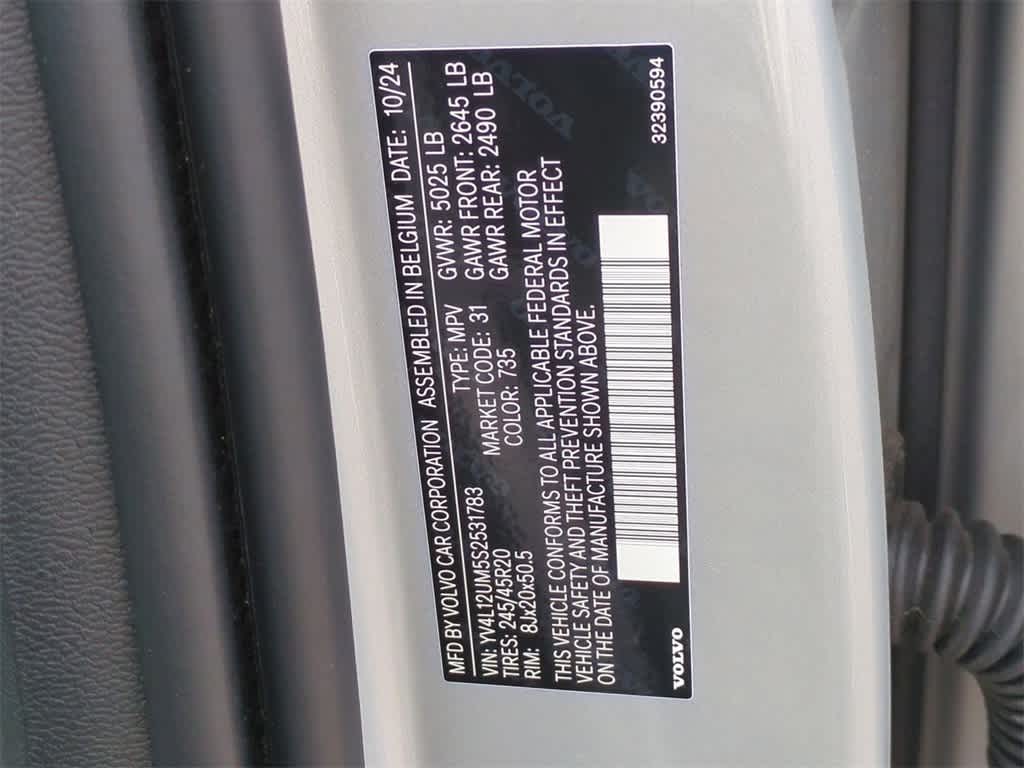 MFD BY VOLVO CAR CORPORATION ASSEMBLED IN BELGIUM DATE: 10/24
VIN: YV4L12UM5S2531783 TYPE: MPV GVWR: 5025 LB
TIRES: 245/45R20 MARKET CODE: 31 GAWR FRONT: 2645 LB
RIM: 8Jx20x50.5 COLOR: 735 GAWR REAR: 2490 LB
THIS VEHICLE CONFORMS TO ALL APPLICABLE FEDERAL MOTOR
VEHICLE SAFETY AND THEFT PREVENTION STANDARDS IN EFFECT
ON THE DATE OF MANUFACTURE SHOWN ABOVE.
VOLVO 32390594